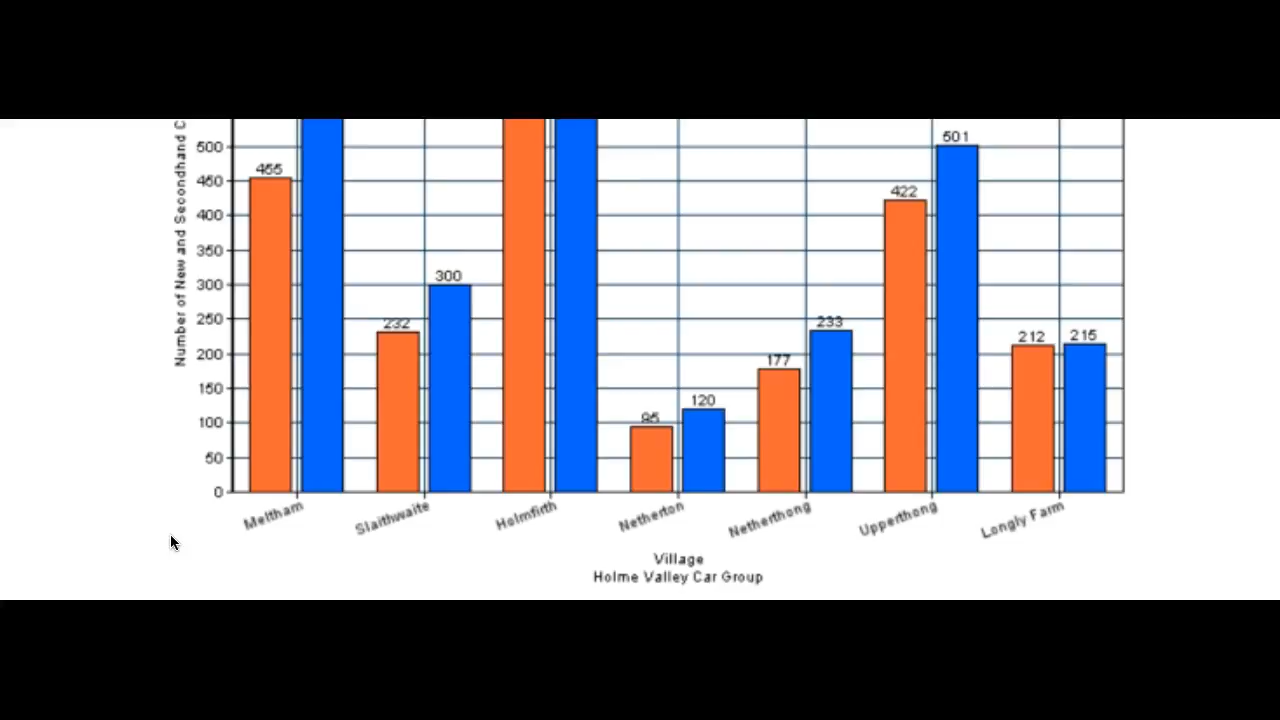 Number of New and Secondhand C
500
450
400
350
300
250
200
150
100
50
0
455
232
300
95
120
177
233
422
501
212
215
Meltham
Slaithwaite
Holmfirth
Netherton
Netherthong
Upperthong
Longly Farm
Village
Holme Valley Car Group